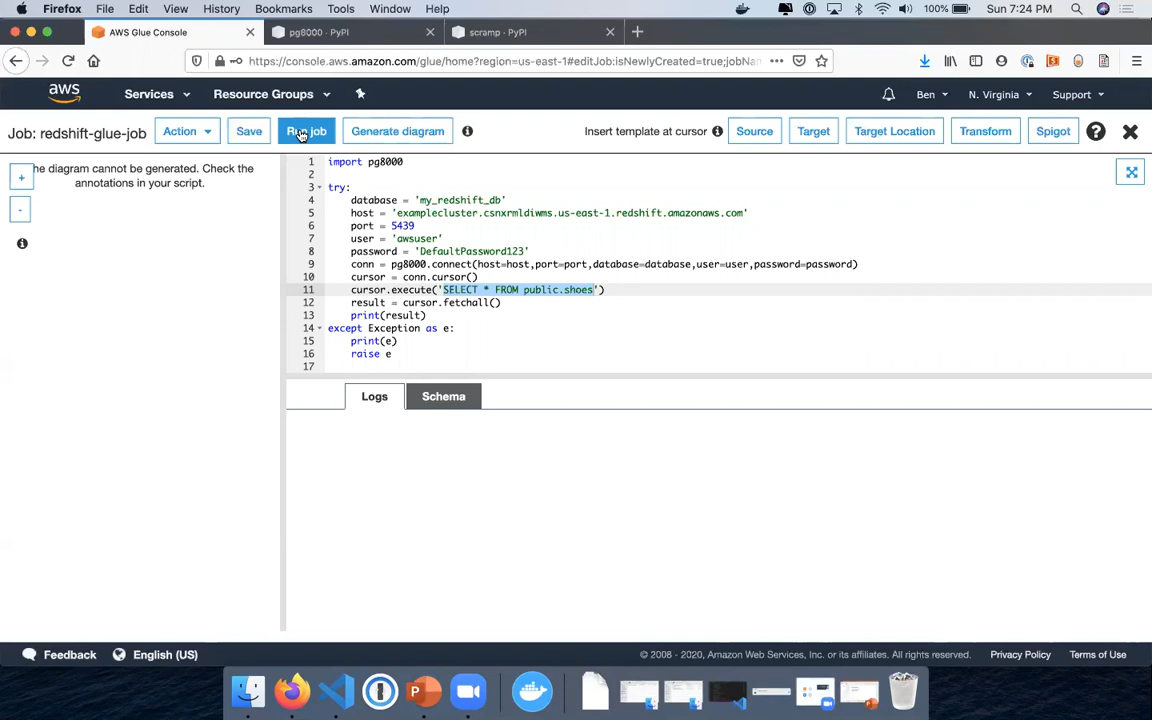 Firefox File Edit View History Bookmarks Tools Window Help 100% Sun 7:24 PM
AWS Glue Console pg8000 · PyPI scramp · PyPI
https://console.aws.amazon.com/glue/home?region=us-east-1#editJob:isNewlyCreated=true;jobNa
aws Services Resource Groups Ben N. Virginia Support
Job: redshift-glue-job Action Save Run job Generate diagram Insert template at cursor Source Target Target Location Transform Spigot
he diagram cannot be generated. Check the
annotations in your script.
+
-
1 import pg8000
2
3 try:
4 database = 'my_redshift_db'
5 host = 'examplecluster.csnxrmldiwms.us-east-1.redshift.amazonaws.com'
6 port = 5439
7 user = 'awsuser'
8 password = 'DefaultPassword123'
9 conn = pg8000.connect(host=host,port=port,database=database,user=user,password=password)
10 cursor = conn.cursor()
11 cursor.execute('SELECT * FROM public.shoes')
12 result = cursor.fetchall()
13 print(result)
14 except Exception as e:
15 print(e)
16 raise e
17
Logs Schema
Feedback English (US) © 2008 - 2020, Amazon Web Services, Inc. or its affiliates. All rights reserved. Privacy Policy Terms of Use